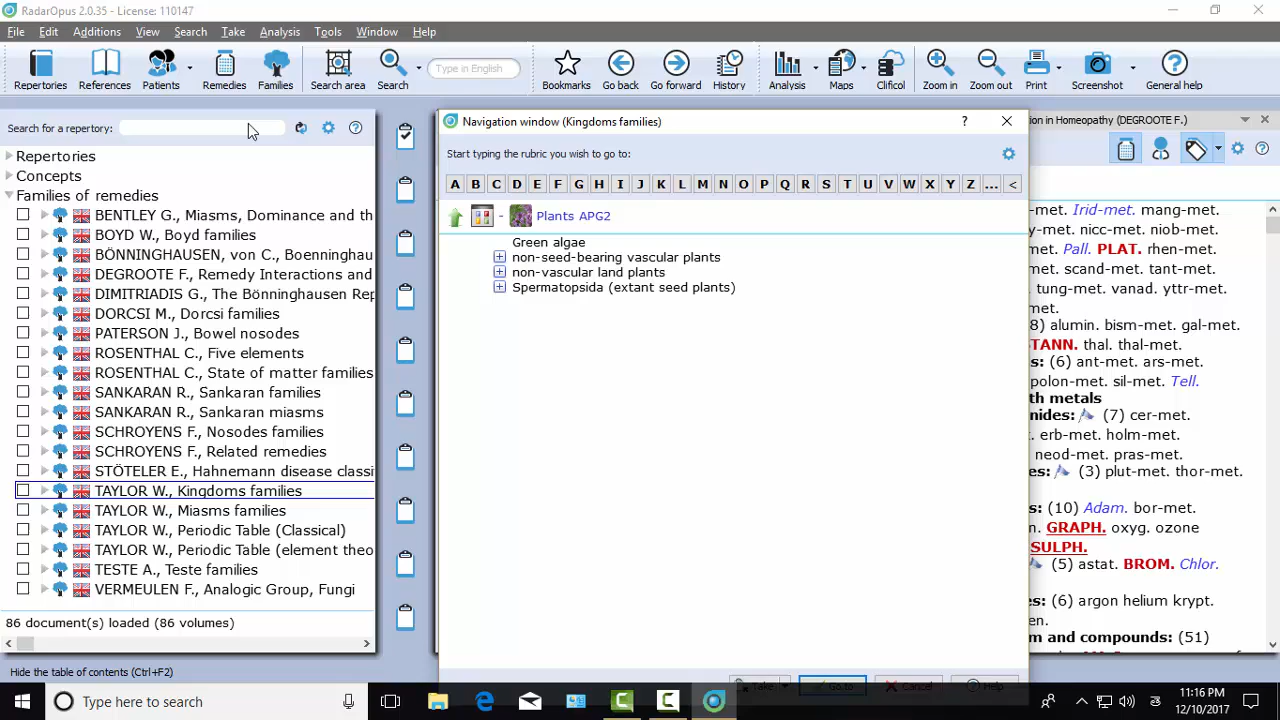 RadarOpus 2.0.35 - License: 110147
File Edit Additions View Search Take Analysis Tools Window Help
Repertories References Patients Remedies Families Search area Search Type in English Bookmarks Go back Go forward History Analysis Maps Clificol Zoom in Zoom out Print Screenshot General help
Search for a repertory:
Repertories
Concepts
Families of remedies
BENTLEY G., Miasms, Dominance and th
BOYD W., Boyd families
BÖNNINGHAUSEN, von C., Boenninghau
DEGROOTE F., Remedy Interactions and
DIMITRIADIS G., The Bönninghausen Rep
DORCSI M., Dorcsi families
PATERSON J., Bowel nosodes
ROSENTHAL C., Five elements
ROSENTHAL C., State of matter families
SANKARAN R., Sankaran families
SANKARAN R., Sankaran miasms
SCHROYENS F., Nosodes families
SCHROYENS F., Related remedies
STÖTELER E., Hahnemann disease classi
TAYLOR W., Kingdoms families
TAYLOR W., Miasms families
TAYLOR W., Periodic Table (Classical)
TAYLOR W., Periodic Table (element theo
TESTE A., Teste families
VERMEULEN F., Analogic Group, Fungi
86 document(s) loaded (86 volumes)
Hide the table of contents (Ctrl+F2)
Navigation window (Kingdoms families)
Start typing the rubric you wish to go to:
A B C D E F G H I J K L M N O P Q R S T U V W X Y Z ... <
- Plants APG2
Green algae
non-seed-bearing vascular plants
non-vascular land plants
Spermatopsida (extant seed plants)
Take Go to Cancel Help
ion in Homeopathy (DEGROOTE F.)
-met. Irid-met. mang-met.
y-met. nicc-met. niob-met.
met. Pall. PLAT. rhen-met.
met. scand-met. tant-met.
tung-met. vanad. yttr-met.
met.
8) alumin. bism-met. gal-met.
TANN. thal. thal-met.
s: (6) ant-met. ars-met.
polon-met. sil-met. Tell.
th metals
nides: (7) cer-met.
t. erb-met. holm-met.
. neod-met. pras-met.
es: (3) plut-met. thor-met.
s: (10) Adam. bor-met.
GRAPH. oxyg. ozone
SULPH.
(5) astat. BROM. Chlor.
es: (6) argon helium krypt.
en.
m and compounds: (51)
Type here to search
11:16 PM
12/10/2017